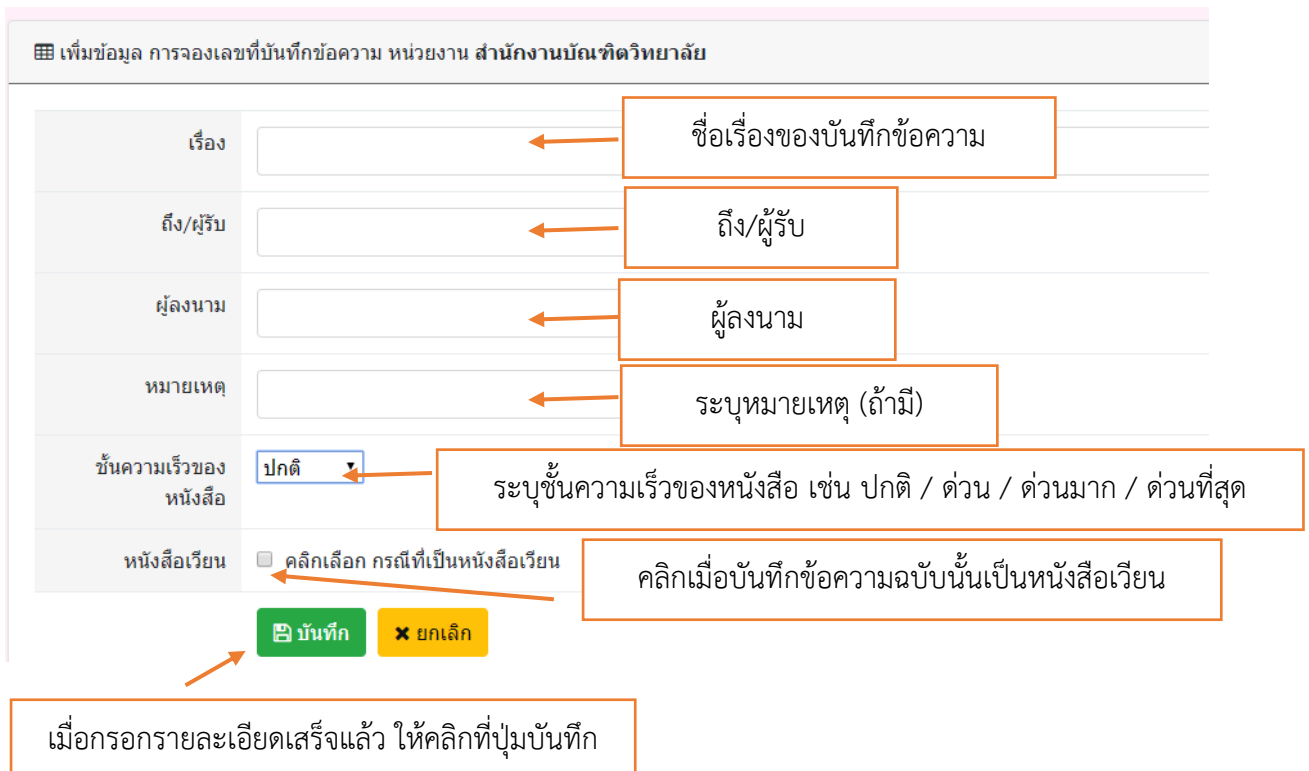 เพิ่มข้อมูล การจองเลขที่บันทึกข้อความ หน่วยงาน สำนักงานบัณฑิตวิทยาลัย
เรื่อง
ชื่อเรื่องของบันทึกข้อความ
ถึง/ผู้รับ
ถึง/ผู้รับ
ผู้ลงนาม
ผู้ลงนาม
หมายเหตุ
ระบุหมายเหตุ (ถ้ามี)
ชั้นความเร็วของ
หนังสือ
ปกติ
ระบุชั้นความเร็วของหนังสือ เช่น ปกติ / ด่วน / ด่วนมาก / ด่วนที่สุด
หนังสือเวียน
คลิกเลือก กรณีที่เป็นหนังสือเวียน
คลิกเมื่อบันทึกข้อความฉบับนั้นเป็นหนังสือเวียน
บันทึก
ยกเลิก
เมื่อกรอกรายละเอียดเสร็จแล้ว ให้คลิกที่ปุ่มบันทึก